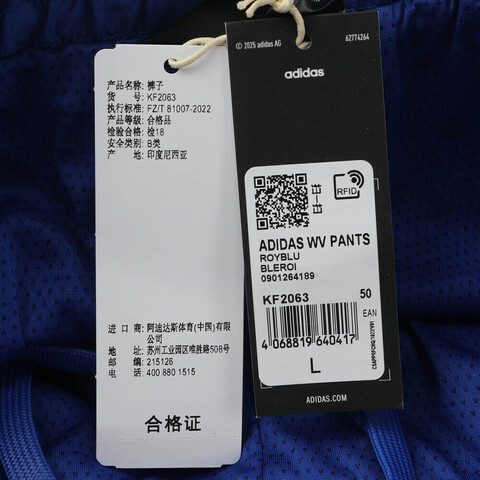 产品名称: 裤子
货 号: KF2063
执行标准: FZ/T 81007-2022
产品等级: 合格品
检验合格: 检18
安全类别: B类
产 地: 印度尼西亚
进 口 商: 阿迪达斯体育(中国)有限公司
地 址: 苏州工业园区唯胜路508号
邮 编: 215126
电 话: 400 880 1515
合格证
© 2025 adidas AG
62774264
adidas
RFID
ADIDAS WV PANTS
ROYBLU
BLEROI
0901264189
KF2063
50
EAN
4 068819 640417
L
ADIDAS.COM